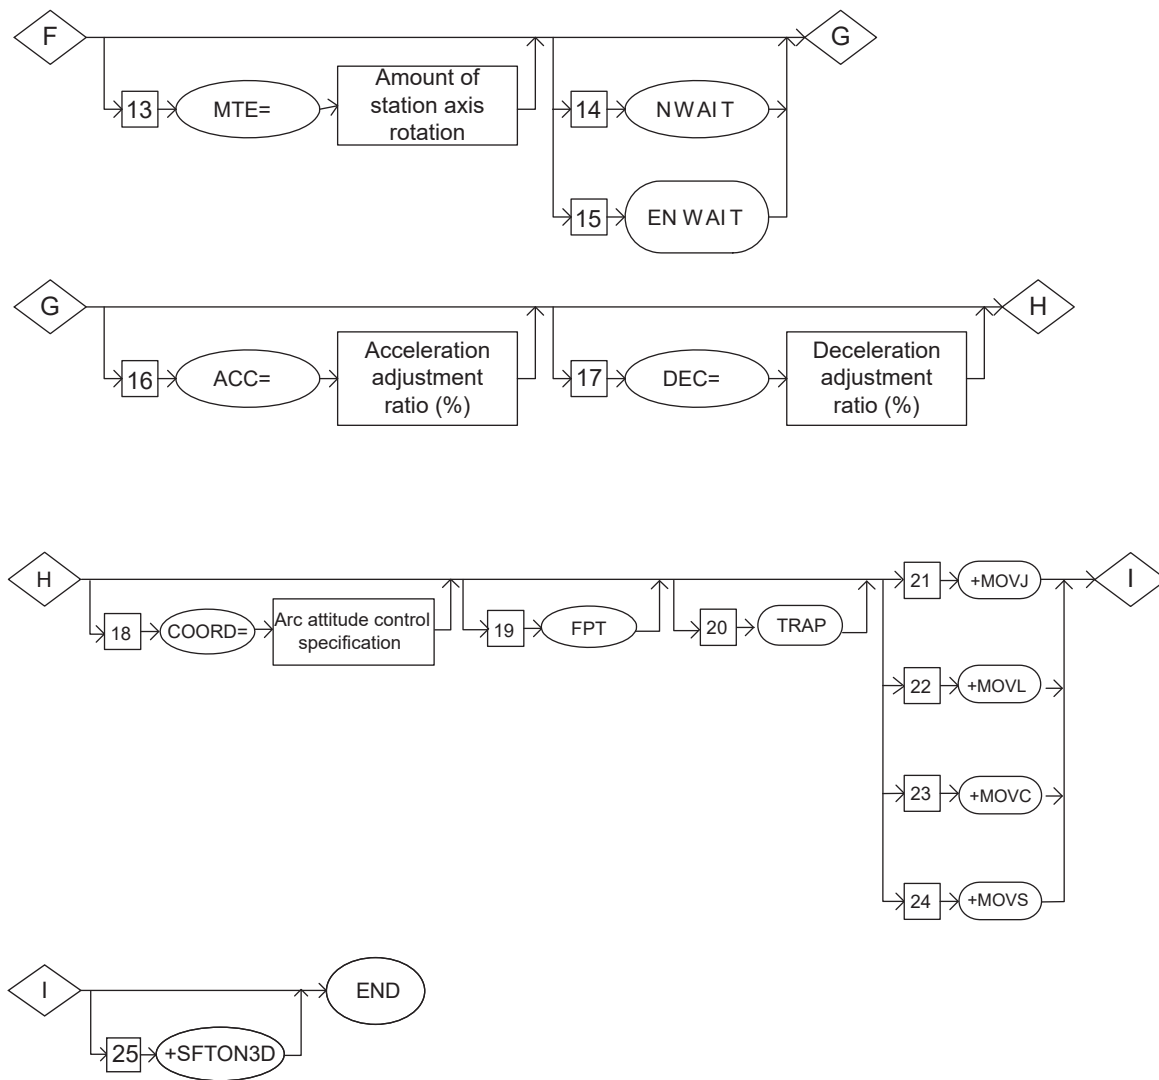 F
G
13
MTE=
Amount of
station axis
rotation
14
NWAIT
15
ENWAIT
G
H
16
ACC=
Acceleration
adjustment
ratio (%)
17
DEC=
Deceleration
adjustment
ratio (%)
H
I
18
COORD=
Arc attitude control
specification
19
FPT
20
TRAP
21
+MOVJ
22
+MOVL
23
+MOVC
24
+MOVS
I
END
25
+SFTON3D